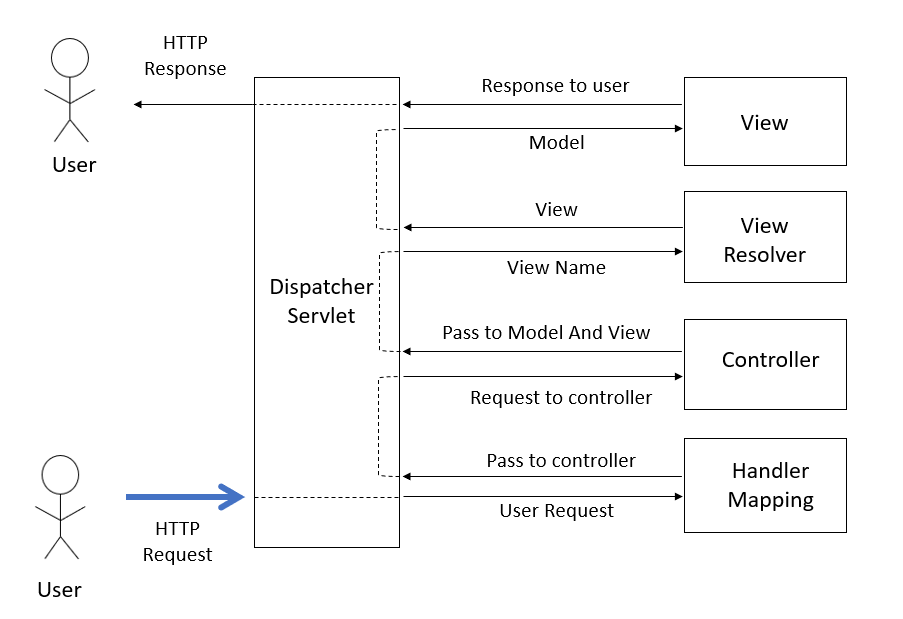 HTTP
Response
User
Response to user
Model
View
View
View
Resolver
View Name
Dispatcher
Servlet
Pass to Model And View
Controller
Request to controller
Pass to controller
Handler
Mapping
User Request
HTTP
Request
User